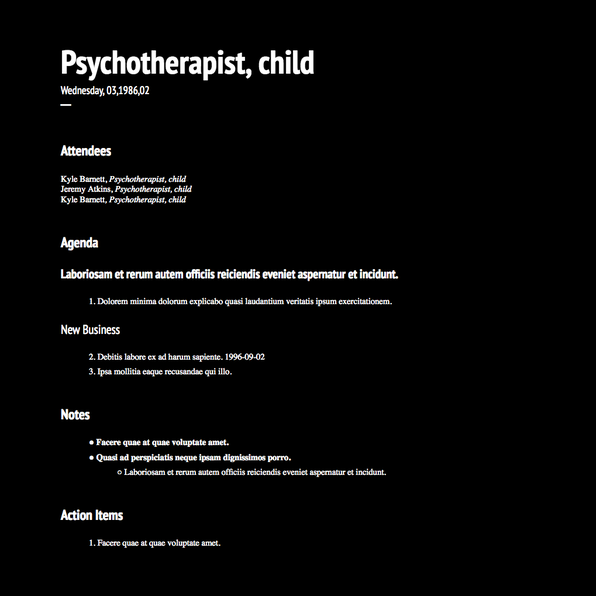 Psychotherapist, child
Wednesday, 03,1986,02
Attendees
Kyle Barnett, Psychotherapist, child
Jeremy Atkins, Psychotherapist, child
Kyle Barnett, Psychotherapist, child
Agenda
Laboriosam et rerum autem officiis reiciendis eveniet aspernatur et incidunt.
1. Dolorem minima dolorum explicabo quasi laudantium veritatis ipsum exercitationem.
New Business
2. Debitis labore ex ad harum sapiente. 1996-09-02
3. Ipsa mollitia eaque recusandae qui illo.
Notes
● Facere quae at quae voluptate amet.
● Quasi ad perspiciatis neque ipsam dignissimos porro.
○ Laboriosam et rerum autem officiis reiciendis eveniet aspernatur et incidunt.
Action Items
1. Facere quae at quae voluptate amet.